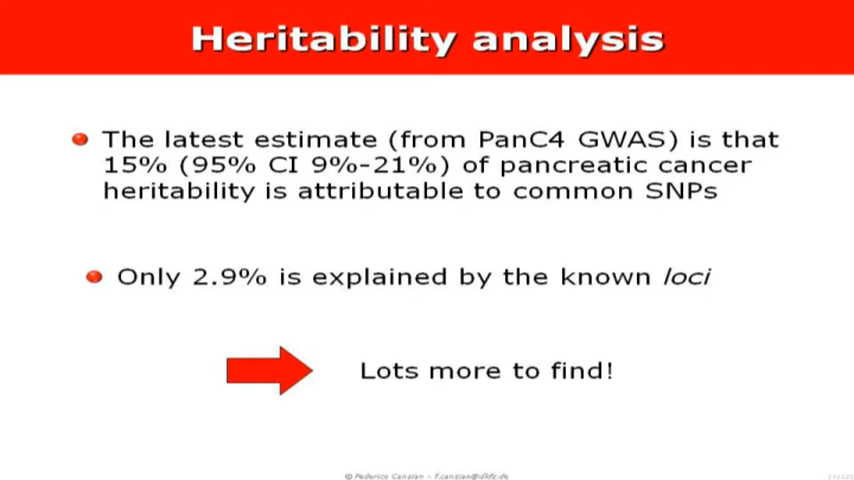 Heritability analysis
The latest estimate (from PanC4 GWAS) is that
15% (95% CI 9%-21%) of pancreatic cancer
heritability is attributable to common SNPs
Only 2.9% is explained by the known loci
Lots more to find!
© Federico Canzian – f.canzian@dkfz.de